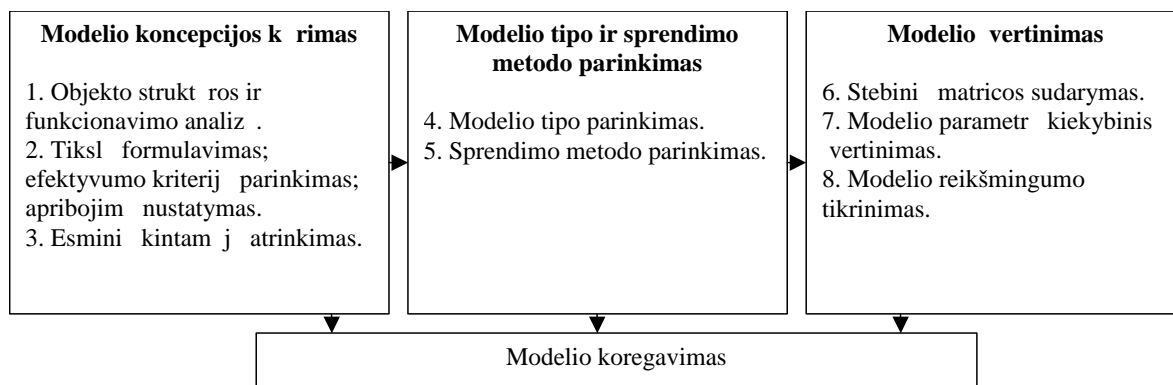 Modelio koncepcijos k rimas
1. Objekto strukt ros ir
funkcionavimo analiz .
2. Tiksl formulavimas;
efektyvumo kriterij parinkimas;
apribojim nustatymas.
3. Esmini kintam j atrinkimas.
Modelio tipo ir sprendimo
metodo parinkimas
4. Modelio tipo parinkimas.
5. Sprendimo metodo parinkimas.
Modelio vertinimas
6. Stebini matricos sudarymas.
7. Modelio parametr kiekybinis
vertinimas.
8. Modelio reikšmingumo
tikrinimas.
Modelio koregavimas